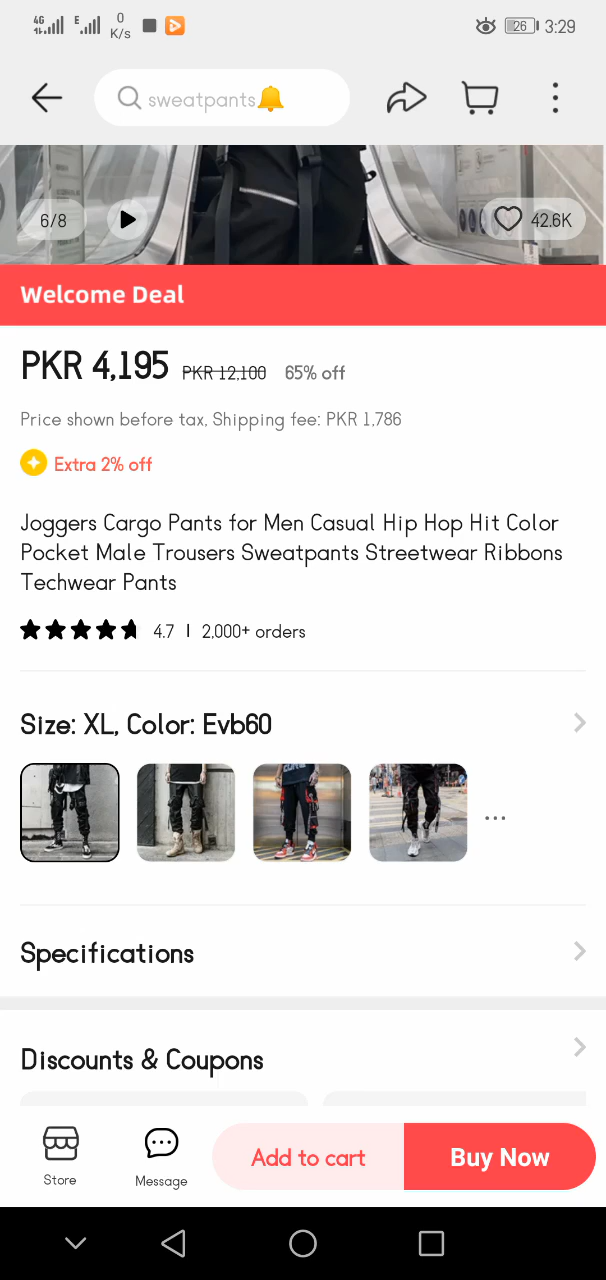 4G E 0 K/s 26 3:29
sweatpants🔔
6/8 42.6K
Welcome Deal
PKR 4,195 PKR 12,100 65% off
Price shown before tax, Shipping fee: PKR 1,786
Extra 2% off
Joggers Cargo Pants for Men Casual Hip Hop Hit Color
Pocket Male Trousers Sweatpants Streetwear Ribbons
Techwear Pants
4.7 | 2,000+ orders
Size: XL, Color: Evb60
...
Specifications
Discounts & Coupons
Store Message Add to cart Buy Now